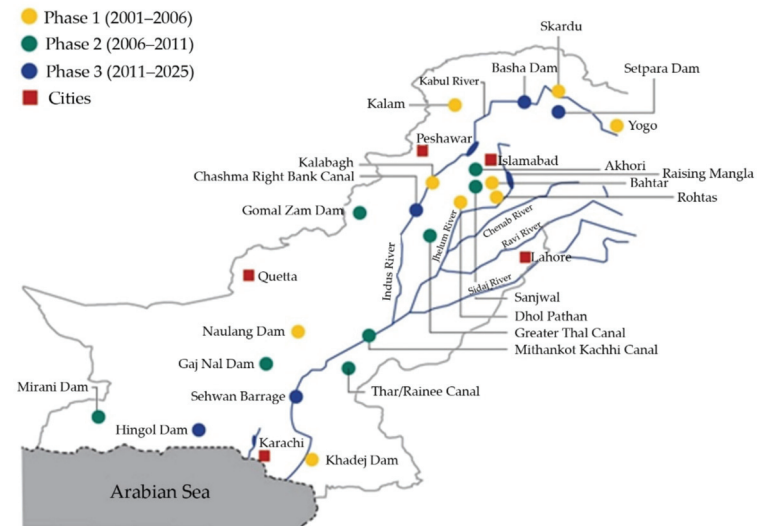 Phase 1 (2001–2006)
Phase 2 (2006–2011)
Phase 3 (2011–2025)
Cities
Skardu
Basha Dam
Setpara Dam
Kabul River
Kalam
Yogo
Peshawar
Islamabad
Kalabagh
Akhori
Chashma Right Bank Canal
Raising Mangla
Bahtar
Rohtas
Gomal Zam Dam
Jhelum River
Chenab River
Ravi River
Indus River
Lahore
Quetta
Sidaj River
Sanjwal
Dhol Pathan
Naulang Dam
Greater Thal Canal
Mithankot Kachhi Canal
Gaj Nal Dam
Mirani Dam
Sehwan Barrage
Thar/Rainee Canal
Hingol Dam
Karachi
Khadej Dam
Arabian Sea